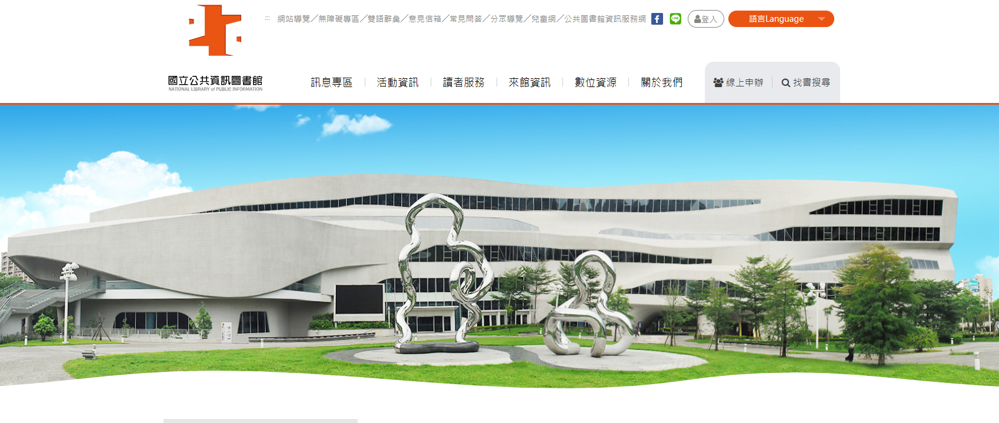 ::: 網站導覽／無障礙專區／雙語辭彙／意見信箱／常見問答／分眾導覽／兒童網／公共圖書館資訊服務網 登入 語言Language
國立公共資訊圖書館
NATIONAL LIBRARY of PUBLIC INFORMATION
訊息專區 活動資訊 讀者服務 來館資訊 數位資源 關於我們 線上申辦 找書搜尋